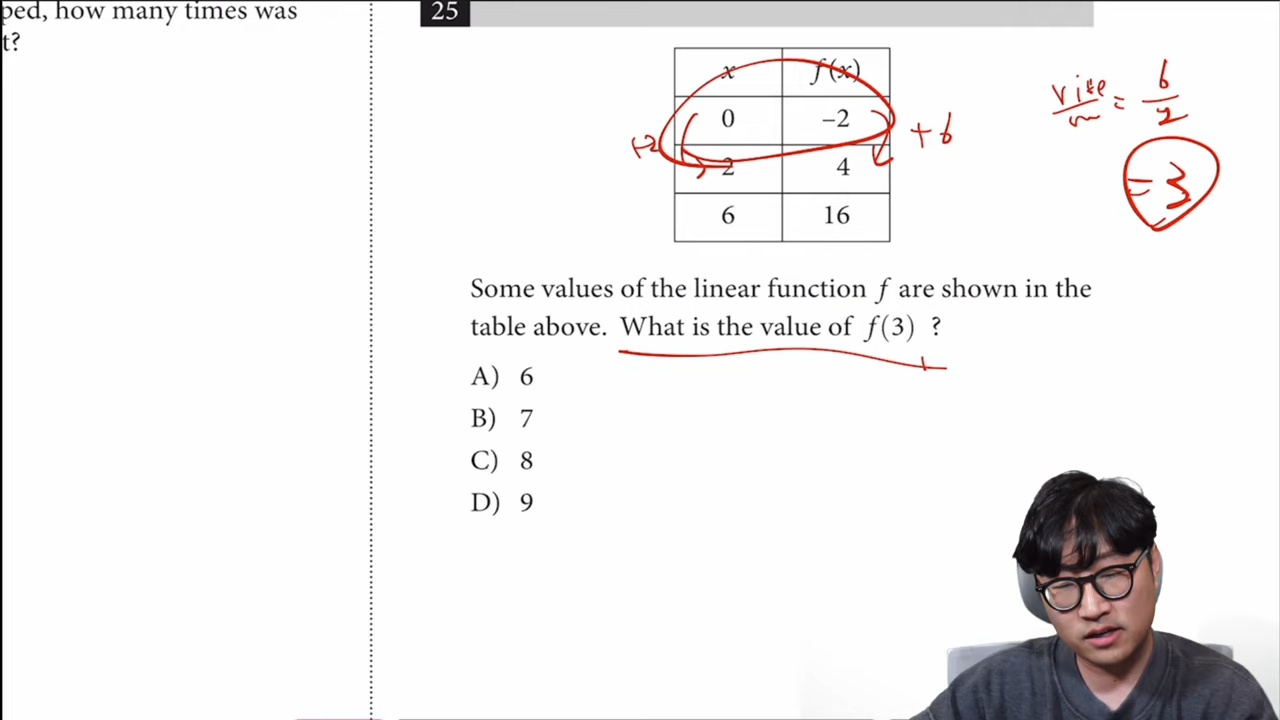 ped, how many times was
t?
25
x f(x)
0 –2
2 4
6 16
+2
+6
rise/run = 6/2
= 3
Some values of the linear function f are shown in the
table above. What is the value of f(3) ?
A) 6
B) 7
C) 8
D) 9